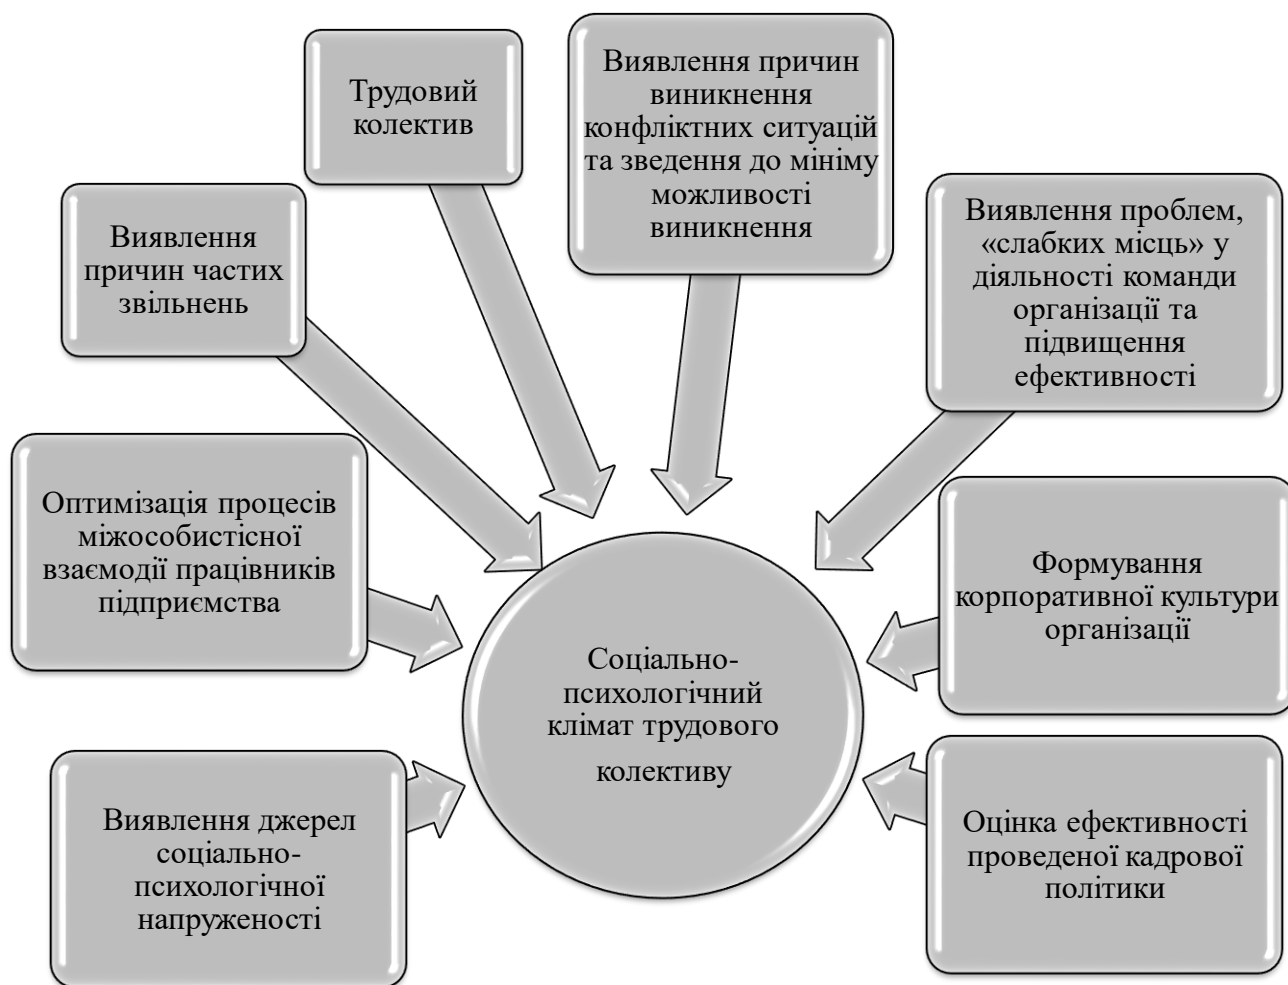 Трудовий
колектив
Виявлення причин
виникнення
конфліктних ситуацій
та зведення до мініму
можливості
виникнення
Виявлення
причин частих
звільнень
Виявлення проблем,
«слабких місць» у
діяльності команди
організації та
підвищення
ефективності
Оптимізація процесів
міжособистісної
взаємодії працівників
підприємства
Формування
корпоративної культури
організації
Соціально-
психологічний
клімат трудового
колективу
Виявлення джерел
соціально-
психологічної
напруженості
Оцінка ефективності
проведеної кадрової
політики